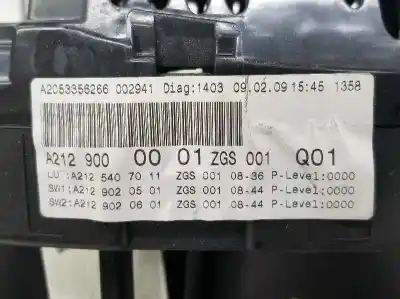 A2053356266 002941 Diag:1403 09.02.09 15:45 1358
A212 900 00 01 ZGS 001 Q01
LU :A212 540 70 11 ZGS 001 08-36 P-Level:0000
SW1:A212 902 05 01 ZGS 001 08-44 P-Level:0000
SW2:A212 902 06 01 ZGS 001 08-44 P-Level:0000